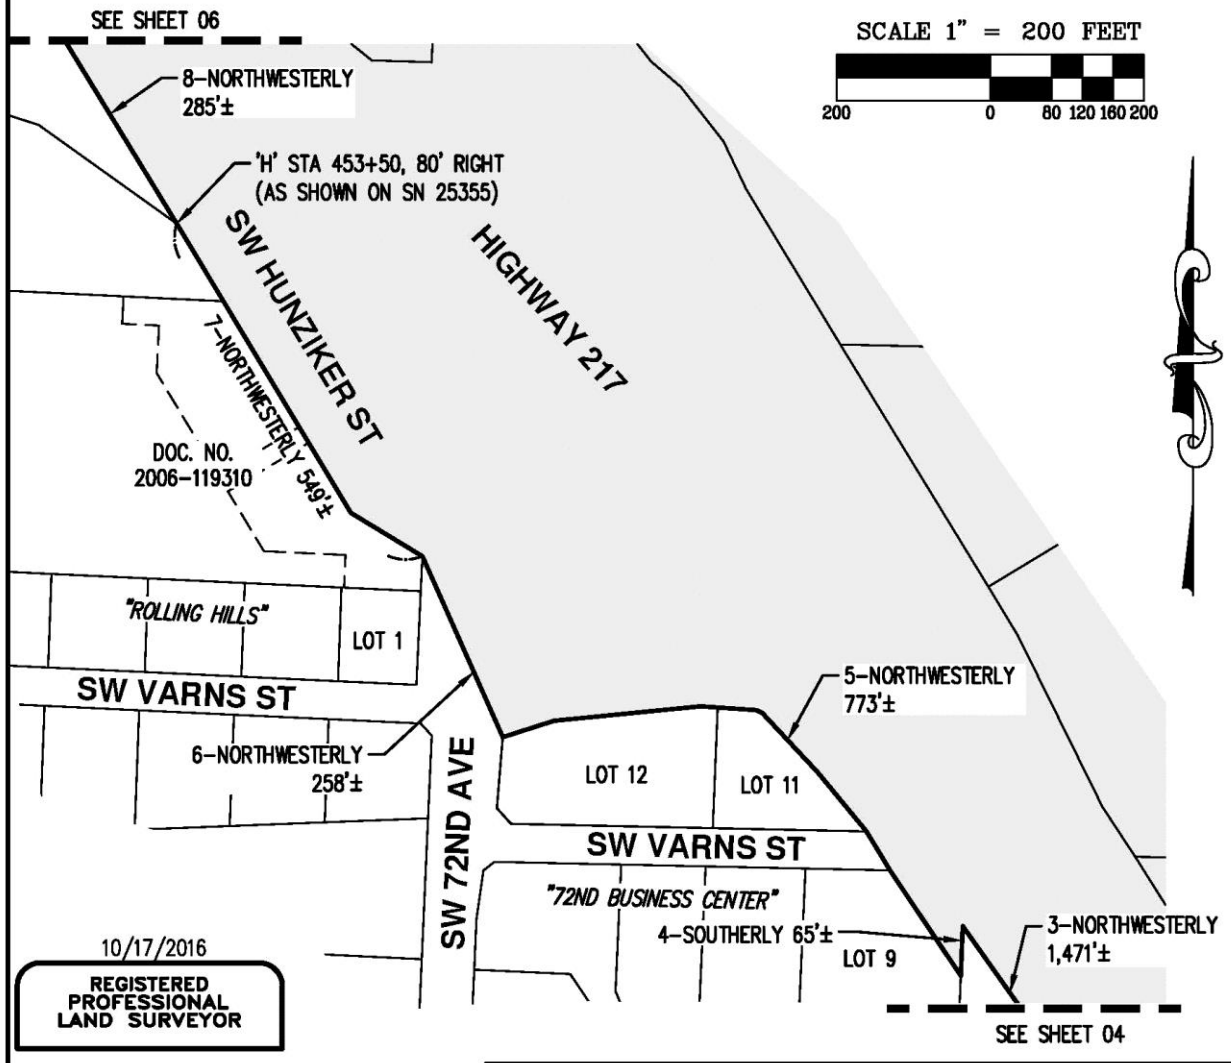 SEE SHEET 06
SCALE 1" = 200 FEET
200 0 80 120 160 200
8-NORTHWESTERLY
285'±
'H' STA 453+50, 80' RIGHT
(AS SHOWN ON SN 25355)
SW HUNZIKER ST
HIGHWAY 217
7-NORTHWESTERLY 549'±
DOC. NO.
2006-119310
"ROLLING HILLS"
LOT 1
SW VARNS ST
5-NORTHWESTERLY
773'±
6-NORTHWESTERLY
258'±
SW 72ND AVE
LOT 12
LOT 11
SW VARNS ST
"72ND BUSINESS CENTER"
4-SOUTHERLY 65'±
LOT 9
3-NORTHWESTERLY
1,471'±
10/17/2016
REGISTERED
PROFESSIONAL
LAND SURVEYOR
SEE SHEET 04